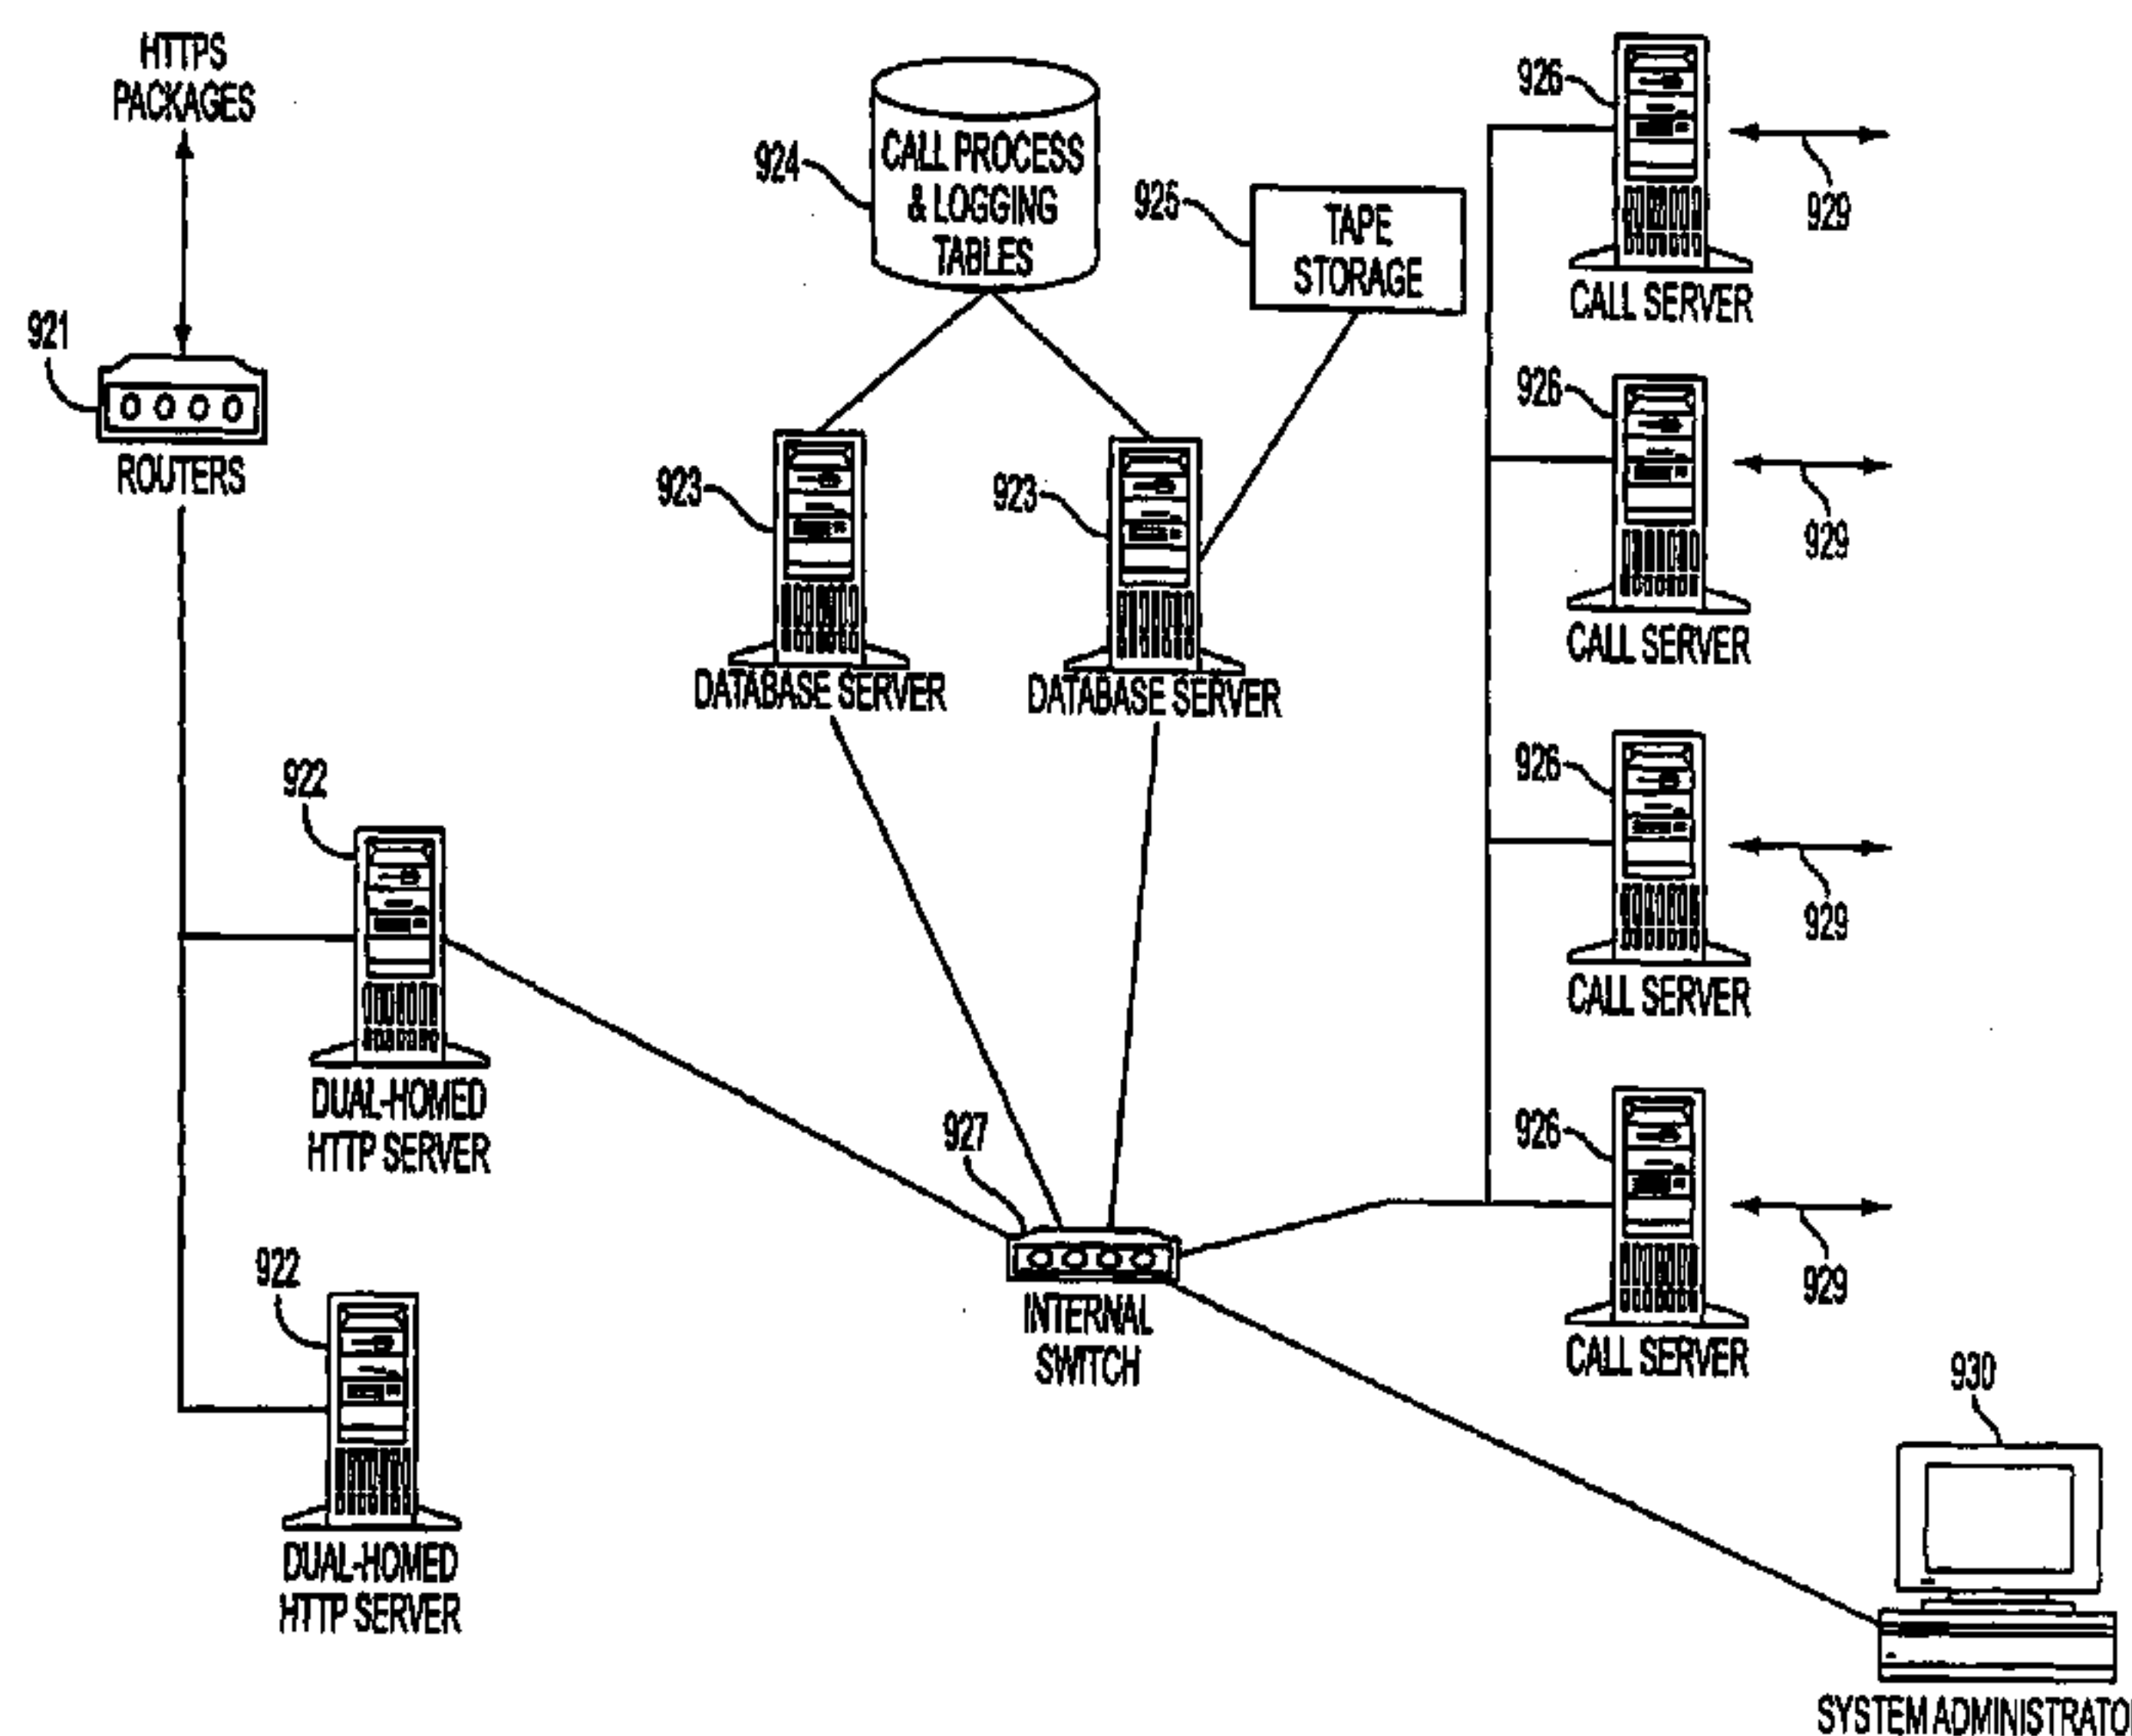 HTTPS
PACKAGES
921
ROUTERS
922
DUAL-HOMED
HTTP SERVER
922
DUAL-HOMED
HTTP SERVER
924
CALL PROCESS
& LOGGING
TABLES
925
TAPE
STORAGE
923
DATABASE SERVER
923
DATABASE SERVER
927
INTERNAL
SWITCH
926
929
CALL SERVER
926
929
CALL SERVER
926
929
CALL SERVER
926
929
CALL SERVER
930
SYSTEM ADMINISTRATO